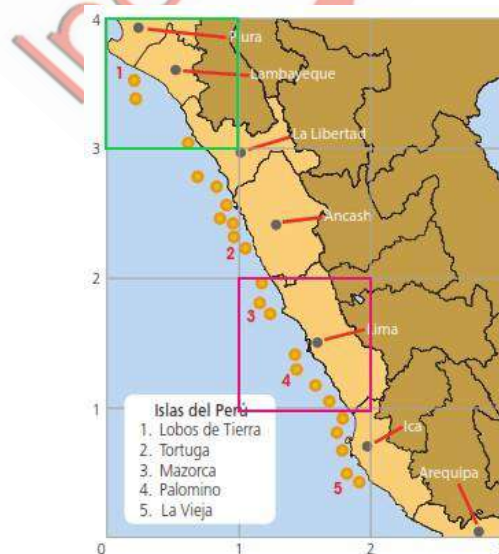 4
Piura
1
Lambayeque
La Libertad
3
Ancash
2
2
3
Lima
4
1
Islas del Perú
1. Lobos de Tierra
2. Tortuga
3. Mazorca
4. Palomino
5. La Vieja
Ica
Arequipa
5
0
0
1
2